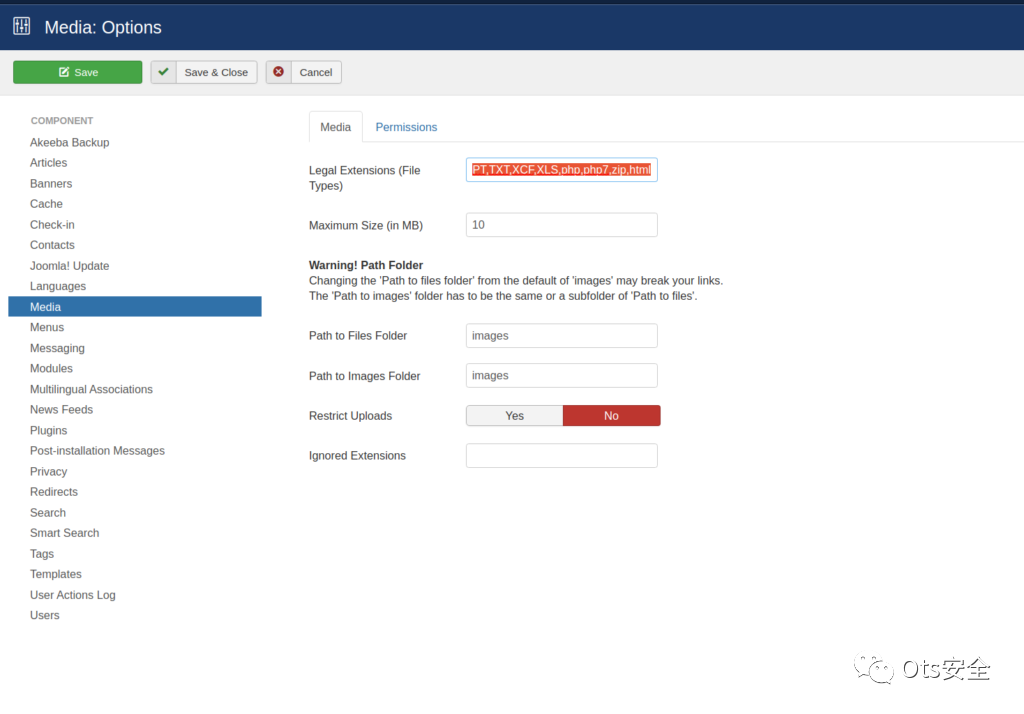 Media: Options
Save
Save & Close
Cancel
COMPONENT
Akeeba Backup
Articles
Banners
Cache
Check-in
Contacts
Joomla! Update
Languages
Media
Menus
Messaging
Modules
Multilingual Associations
News Feeds
Plugins
Post-installation Messages
Privacy
Redirects
Search
Smart Search
Tags
Templates
User Actions Log
Users
Media
Permissions
Legal Extensions (File
Types)
PT,TXT,XCF,XLS,php,php7,zip,html
Maximum Size (in MB)
10
Warning! Path Folder
Changing the 'Path to files folder' from the default of 'images' may break your links.
The 'Path to images' folder has to be the same or a subfolder of 'Path to files'.
Path to Files Folder
images
Path to Images Folder
images
Restrict Uploads
Yes
No
Ignored Extensions
Ots安全